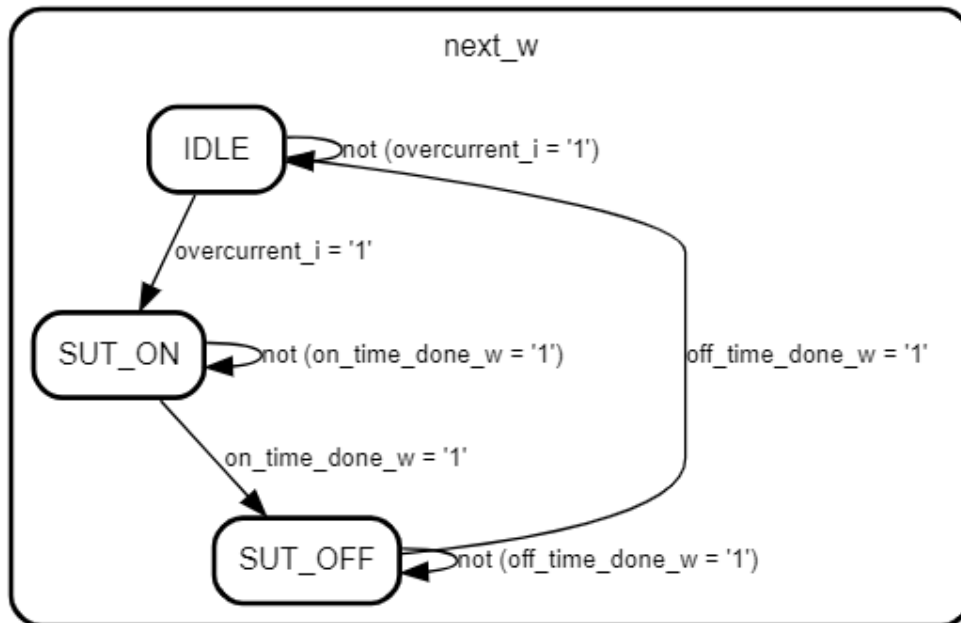 next_w
IDLE
not (overcurrent_i = '1')
overcurrent_i = '1'
SUT_ON
not (on_time_done_w = '1')
off_time_done_w = '1'
on_time_done_w = '1'
SUT_OFF
not (off_time_done_w = '1')